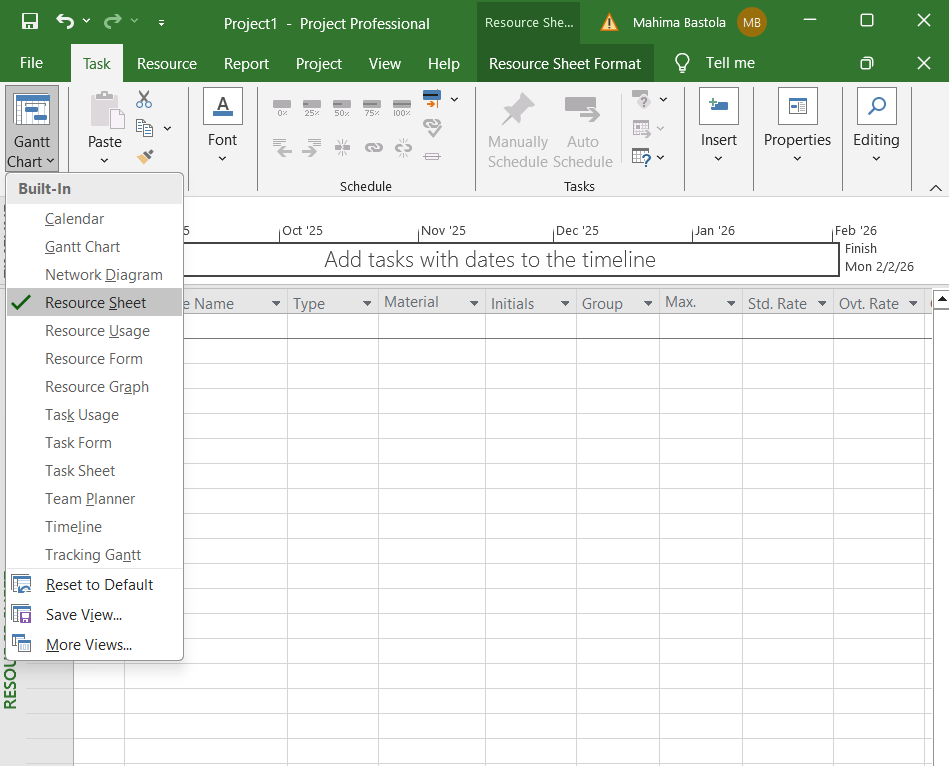 Project1 - Project Professional
Resource She...
Mahima Bastola
MB
File
Task
Resource
Report
Project
View
Help
Resource Sheet Format
Tell me
Gantt
Chart
Paste
Font
0%
25%
50%
75%
100%
Schedule
Manually
Schedule
Auto
Schedule
Tasks
Insert
Properties
Editing
Built-In
Calendar
Gantt Chart
Network Diagram
Resource Sheet
Resource Usage
Resource Form
Resource Graph
Task Usage
Task Form
Task Sheet
Team Planner
Timeline
Tracking Gantt
Reset to Default
Save View...
More Views...
5
Oct '25
Nov '25
Dec '25
Jan '26
Feb '26
Add tasks with dates to the timeline
Finish
Mon 2/2/26
e Name
Type
Material
Initials
Group
Max.
Std. Rate
Ovt. Rate
RESOU